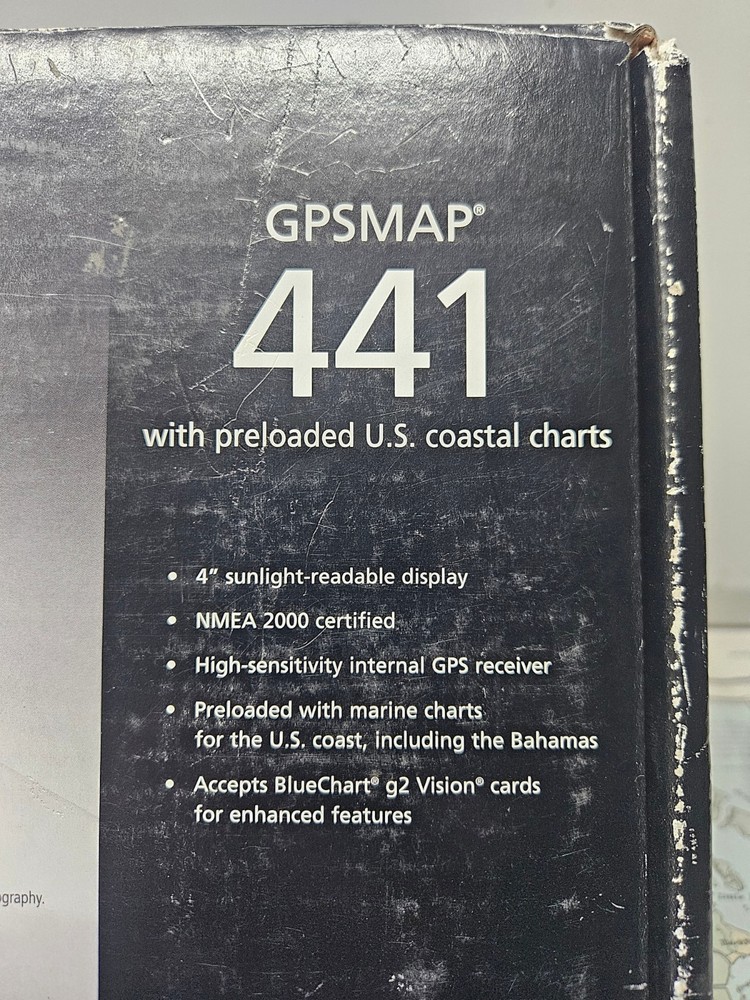 GPSMAP®
441
with preloaded U.S. coastal charts
• 4” sunlight-readable display
• NMEA 2000 certified
• High-sensitivity internal GPS receiver
• Preloaded with marine charts
for the U.S. coast, including the Bahamas
• Accepts BlueChart® g2 Vision® cards
for enhanced features